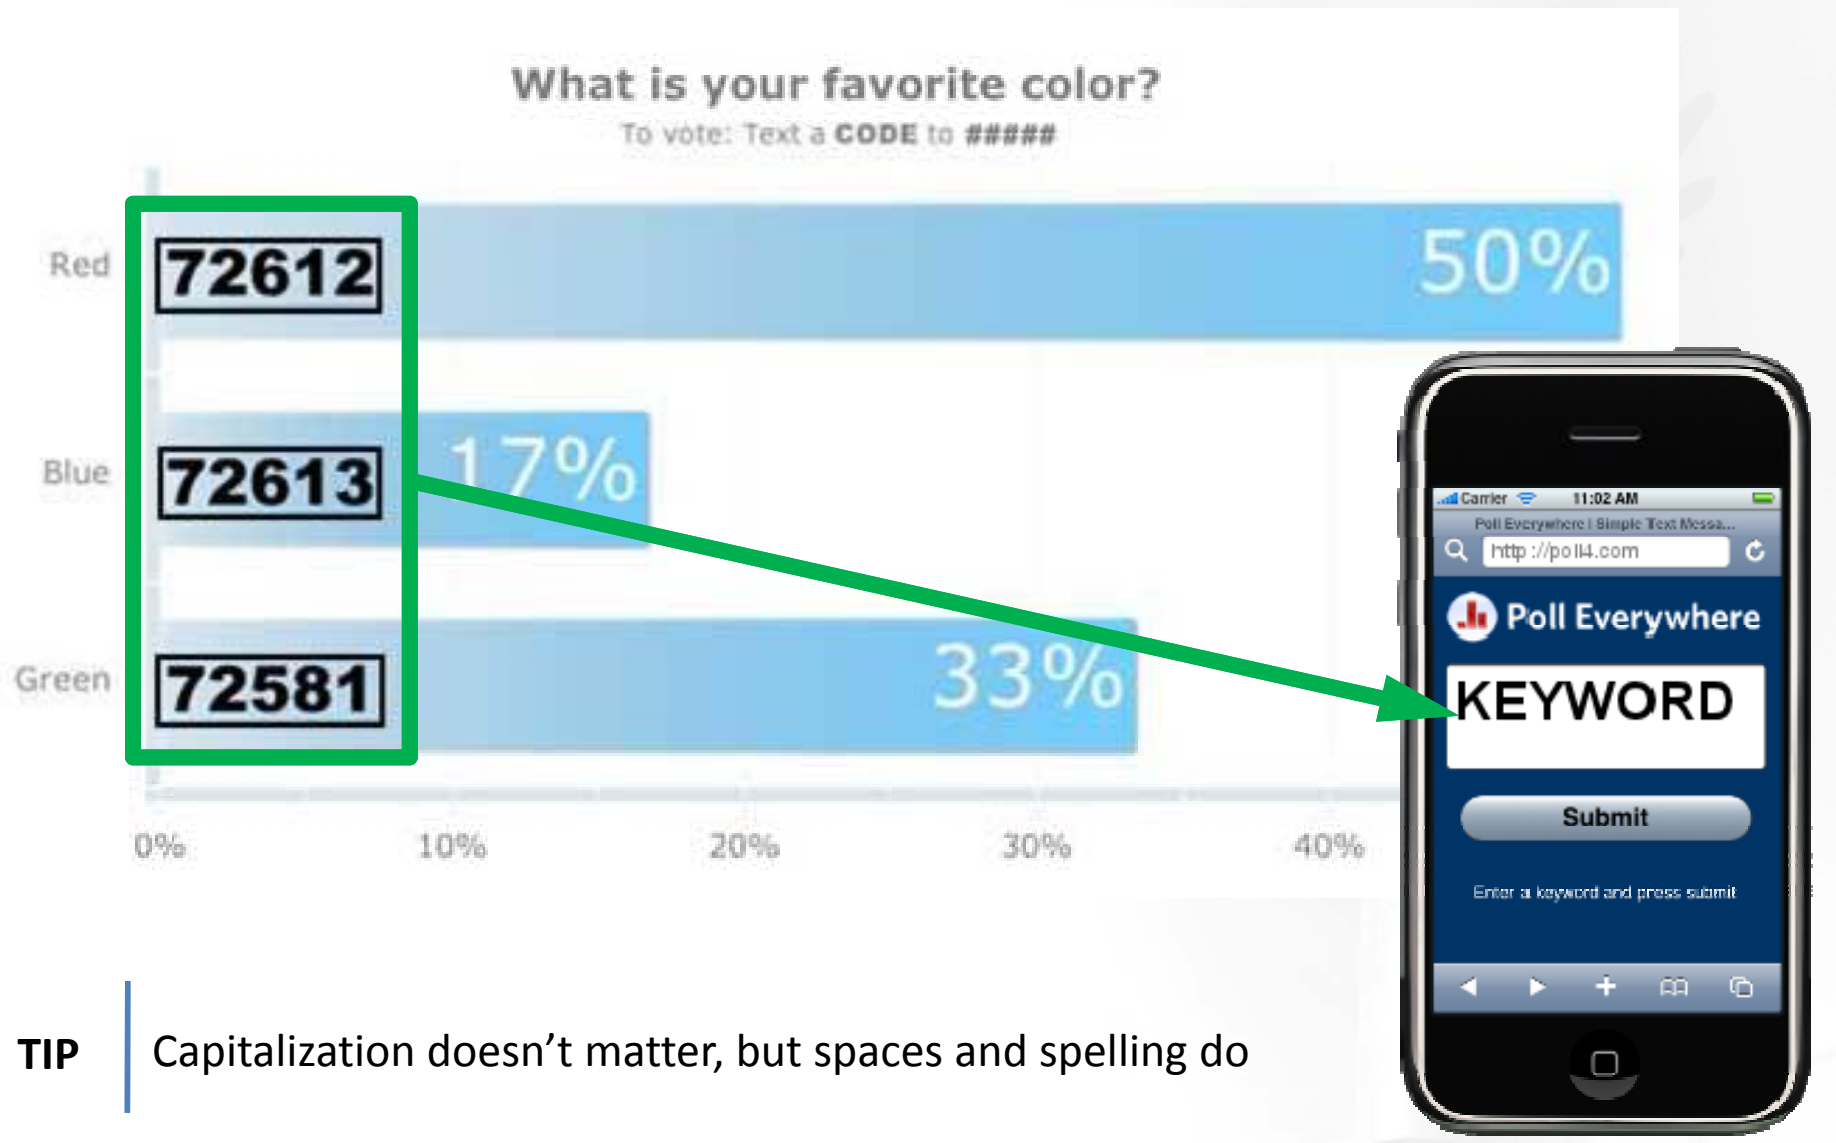 What is your favorite color?
To vote: Text a CODE to #####
Red
72612
50%
Blue
72613
17%
Green
72581
33%
0%
10%
20%
30%
40%
Carrier
11:02 AM
Poll Everywhere | Simple Text Messa...
http://poll4.com
Poll Everywhere
KEYWORD
Submit
Enter a keyword and press submit
TIP
Capitalization doesn’t matter, but spaces and spelling do